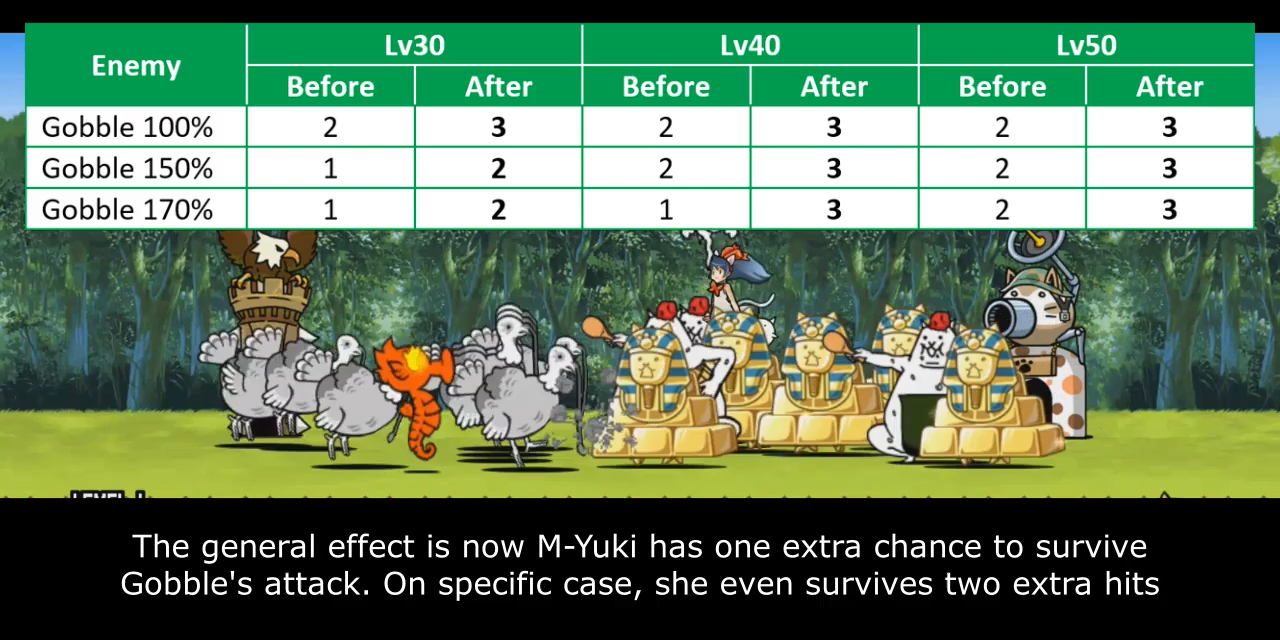 Enemy Lv30 Lv40 Lv50
Before After Before After Before After
Gobble 100% 2 3 2 3 2 3
Gobble 150% 1 2 2 3 2 3
Gobble 170% 1 2 1 3 2 3
The general effect is now M-Yuki has one extra chance to survive
Gobble's attack. On specific case, she even survives two extra hits